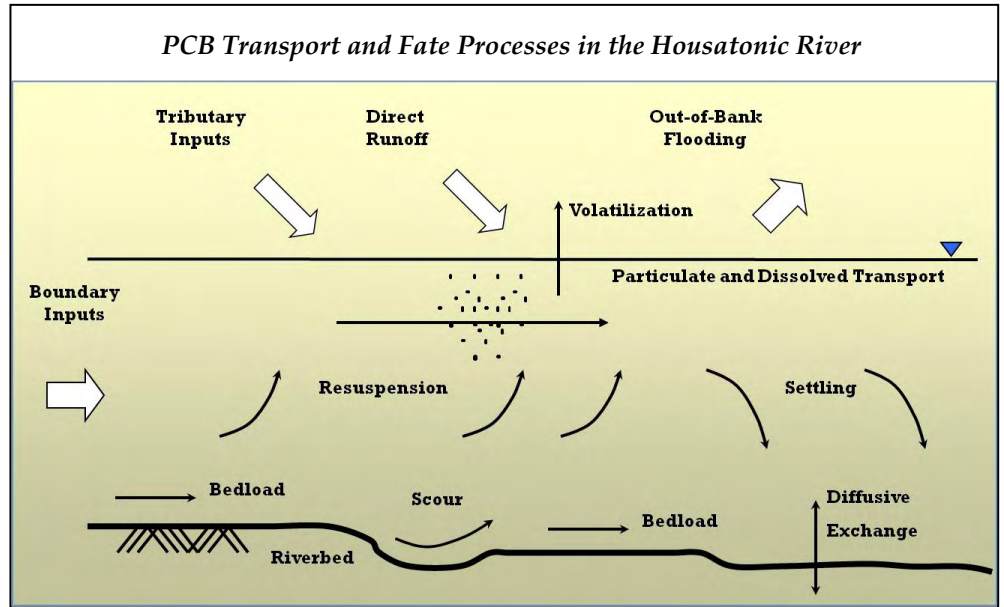 PCB Transport and Fate Processes in the Housatonic River
Tributary
Inputs
Direct
Runoff
Out-of-Bank
Flooding
Volatilization
Particulate and Dissolved Transport
Boundary
Inputs
Resuspension
Settling
Bedload
Scour
Bedload
Diffusive
Exchange
Riverbed